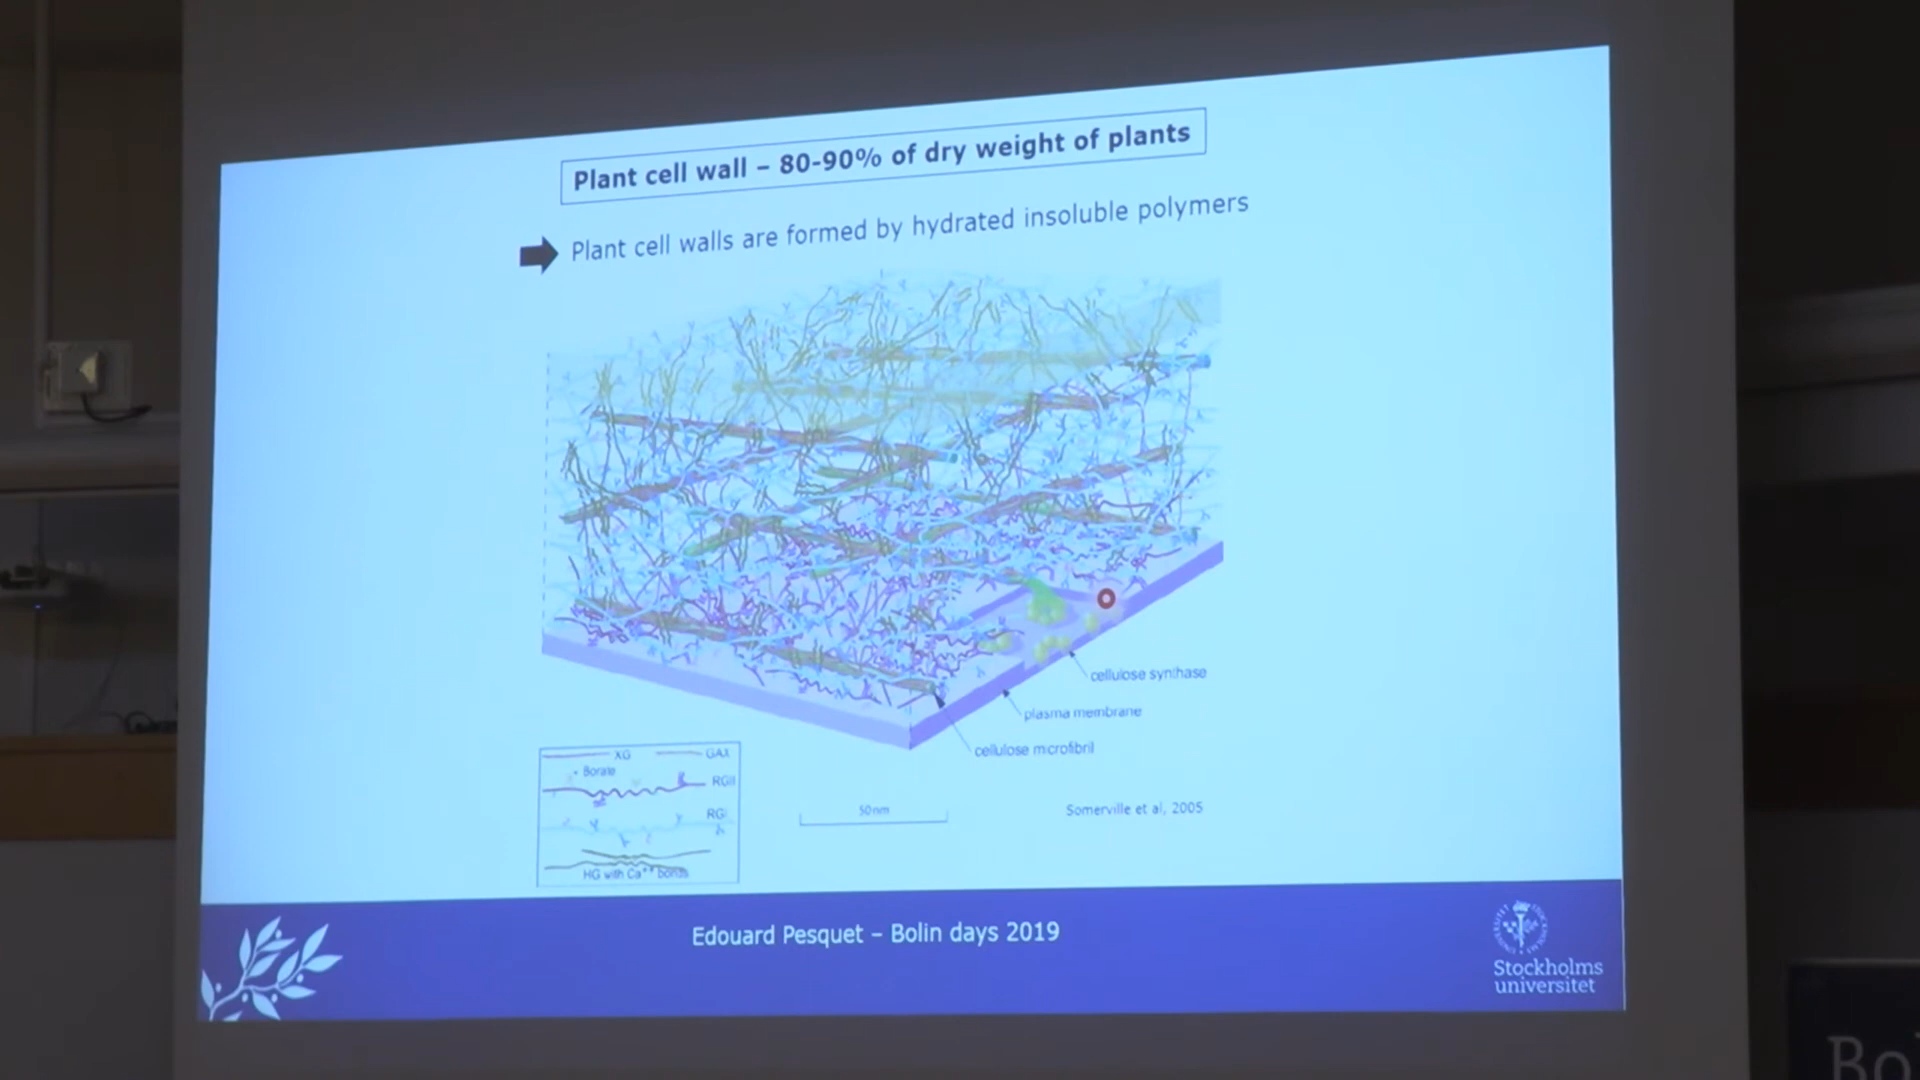 Plant cell wall – 80-90% of dry weight of plants
Plant cell walls are formed by hydrated insoluble polymers
cellulose synthase
plasma membrane
cellulose microfibril
XG GAX
Borate
RGII
RGI
HG with Ca⁺⁺ bonds
50nm
Somerville et al, 2005
Edouard Pesquet – Bolin days 2019
Stockholms
universitet